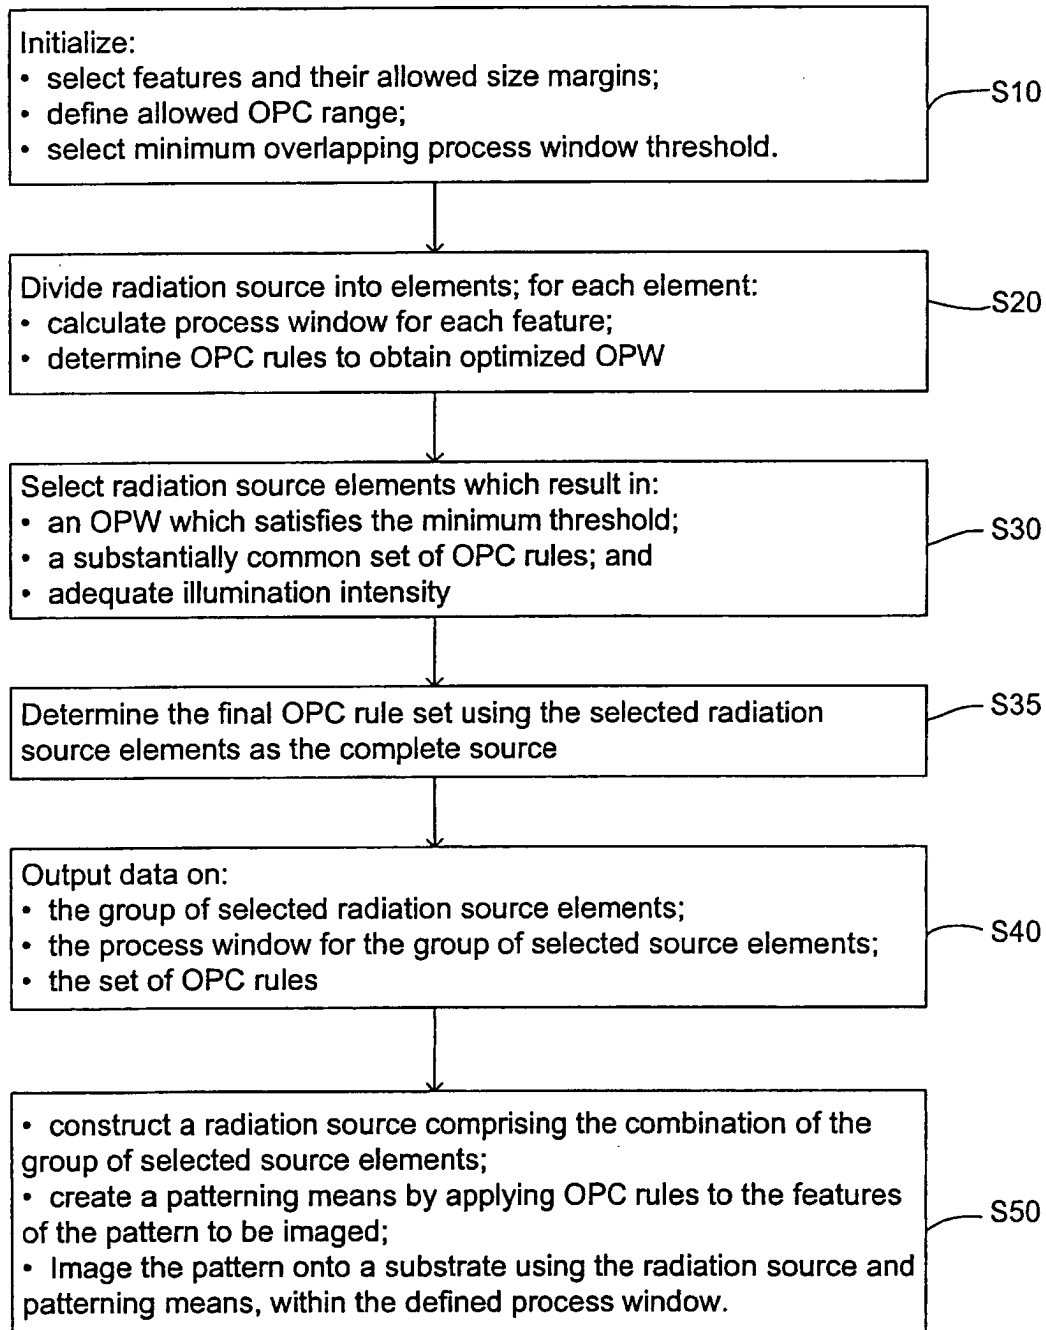 Initialize:
• select features and their allowed size margins;
• define allowed OPC range;
• select minimum overlapping process window threshold.
S10
Divide radiation source into elements; for each element:
• calculate process window for each feature;
• determine OPC rules to obtain optimized OPW
S20
Select radiation source elements which result in:
• an OPW which satisfies the minimum threshold;
• a substantially common set of OPC rules; and
• adequate illumination intensity
S30
Determine the final OPC rule set using the selected radiation
source elements as the complete source
S35
Output data on:
• the group of selected radiation source elements;
• the process window for the group of selected source elements;
• the set of OPC rules
S40
• construct a radiation source comprising the combination of the
group of selected source elements;
• create a patterning means by applying OPC rules to the features
of the pattern to be imaged;
• Image the pattern onto a substrate using the radiation source and
patterning means, within the defined process window.
S50